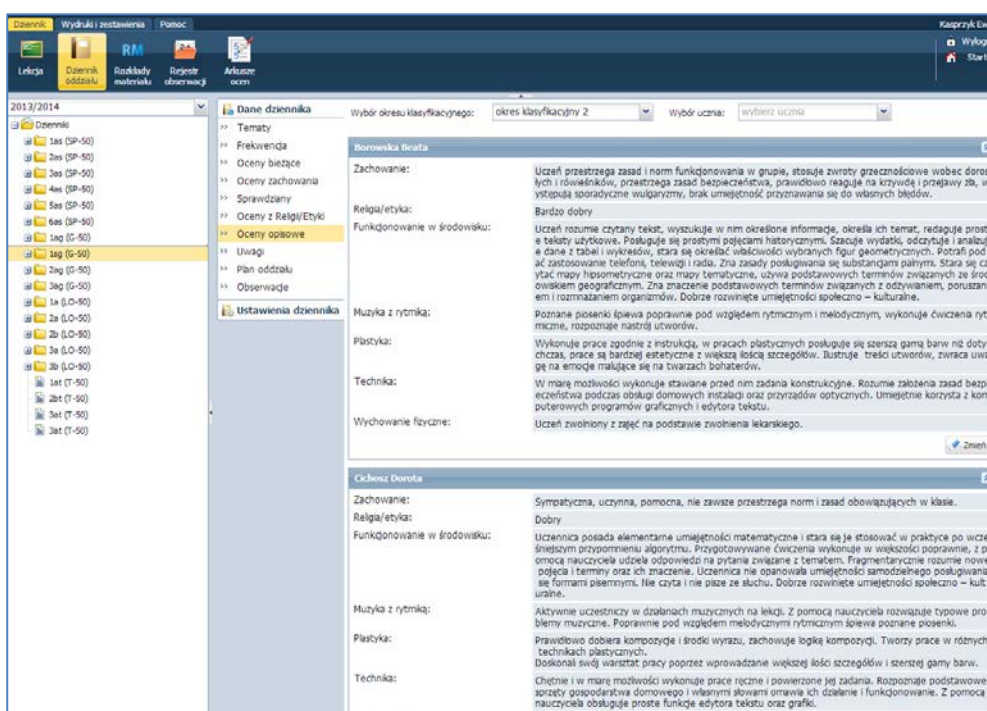 Dziennik Wydruki i zestawienia Pomoc Kasprzyk Ew
Wylog
Start
Lekcja Dziennik oddziału Rozkłady materiału Rejestr obserwacji Arkusze ocen
RM
2013/2014
Dzienniki
1as (SP-50)
2as (SP-50)
3as (SP-50)
4as (SP-50)
5as (SP-50)
6as (SP-50)
1ag (G-50)
1sg (G-50)
2ag (G-50)
3ag (G-50)
1a (LO-50)
2a (LO-50)
2b (LO-50)
3a (LO-50)
3b (LO-50)
1at (T-50)
2bt (T-50)
3at (T-50)
3at (T-50)
Dane dziennika
Tematy
Frekwencja
Oceny bieżące
Oceny zachowania
Sprawdziany
Oceny z Religi/Etyki
Oceny opisowe
Uwagi
Plan oddziału
Obserwacje
Ustawienia dziennika
Wybór okresu klasyfikacyjnego: okres klasyfikacyjny 2 Wybór ucznia: wybierz ucznia
Borowska Beata
Zachowanie: Uczeń przestrzega zasad i norm funkcjonowania w grupie, stosuje zwroty grzecznościowe wobec doros
łych i rówieśników, przestrzega zasad bezpieczeństwa, prawidłowo reaguje na krzywdę i przejawy zła, w
ystępują sporadyczne wulgaryzmy, brak umiejętność przyznawania się do własnych błędów.
Religia/etyka: Bardzo dobry
Funkcjonowanie w środowisku: Uczeń rozumie czytany tekst, wyszukuje w nim określone informacje, określa ich temat, redaguje prost
e teksty użytkowe. Posługuje się prostymi pojęciami historycznymi. Szacuje wydatki, odczytuje i analizuj
e dane z tabel i wykresów, stara się określać właściwości wybranych figur geometrycznych. Potrafi pod
ać zastosowanie telefonii, telewizji i radia. Zna zasady posługiwania się substancjami palnymi. Stara się cz
ytać mapy hipsometryczne oraz mapy tematyczne, używa podstawowych terminów związanych ze środ
owiskiem geograficznym. Zna znaczenie podstawowych terminów związanych z odżywianiem, poruszan
em i rozmnażaniem organizmów. Dobrze rozwinięte umiejętności społeczno – kulturalne.
Muzyka z rytmiką: Poznane piosenki śpiewa poprawnie pod względem rytmicznym i melodycznym, wykonuje ćwiczenia ryt
miczne, rozpoznaje nastrój utworów.
Plastyka: Wykonuje prace zgodnie z instrukcją, w pracach plastycznych posługuje się szerszą gamą barw niż doty
chczas, prace są bardziej estetyczne z większą ilością szczegółów. Ilustruje treści utworów, zwraca uwa
gę na emocje malujące się na twarzach bohaterów.
Technika: W miarę możliwości wykonuje stawiane przed nim zadania konstrukcyjne. Rozumie założenia zasad bezp
eczeństwa podczas obsługi domowych instalacji oraz przyrządów optycznych. Umiejętnie korzysta z kom
puterowych programów graficznych i edytora tekstu.
Wychowanie fizyczne: Uczeń zwolniony z zajęć na podstawie zwolnienia lekarskiego.
Zmień
Cichosz Dorota
Zachowanie: Sympatyczna, uczynna, pomocna, nie zawsze przestrzega norm i zasad obowiązujących w klasie.
Religia/etyka: Dobry
Funkcjonowanie w środowisku: Uczennica posiada elementarne umiejętności matematyczne i stara się je stosować w praktyce po wcze
śniejszym przypomnieniu algorytmu. Przygotowywane ćwiczenia wykonuje w większości poprawnie, z p
omocą nauczyciela udziela odpowiedzi na pytania związane z tematem. Fragmentarycznie rozumie nowe
pojęcia i terminy oraz ich znaczenie. Uczennica nie opanowała umiejętności samodzielnego posługiwania
się formami pisemnymi. Nie czyta i nie pisze ze słuchu. Dobrze rozwinięte umiejętności społeczno – kult
uralne.
Muzyka z rytmiką: Aktywnie uczestniczy w działaniach muzycznych na lekcji. Z pomocą nauczyciela rozwiązuje typowe pro
blemy muzyczne. Poprawnie pod względem melodycznymi rytmicznym śpiewa poznane piosenki.
Plastyka: Prawidłowo dobiera kompozycje i środki wyrazu, zachowuje logikę kompozycji. Tworzy prace w różnych
technikach plastycznych.
Doskonali swój warsztat pracy poprzez wprowadzanie większej ilości szczegółów i szerszej gamy barw.
Technika: Chętnie i w miarę możliwości wykonuje prace ręczne i powierzone jej zadania. Rozpoznaje podstawowe
sprzęty gospodarstwa domowego i własnymi słowami omawia ich działanie i funkcjonowanie. Z pomocą
nauczyciela obsługuje proste funkcje edytora tekstu oraz grafiki.